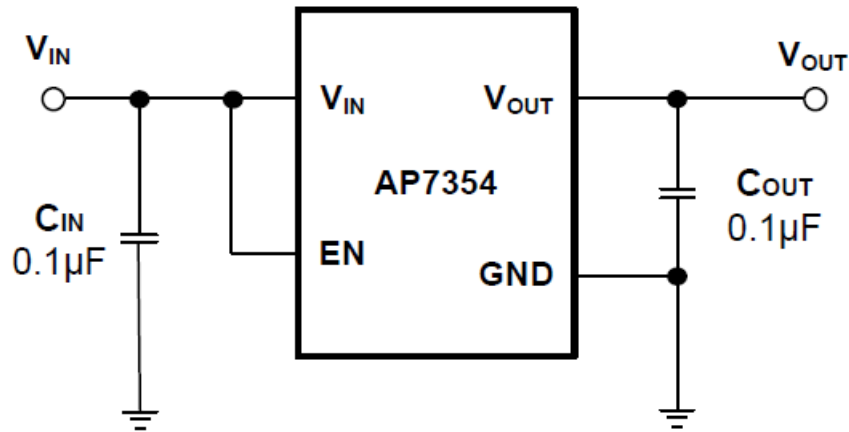 VIN
VOUT
VIN
VOUT
AP7354
CIN
0.1µF
COUT
0.1µF
EN
GND